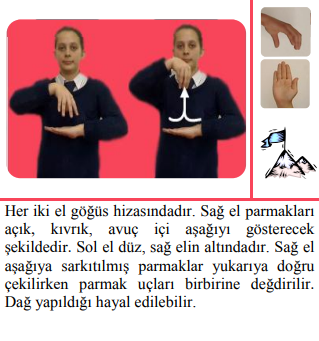 Her iki el göğüs hizasındadır. Sağ el parmakları
açık, kıvrık, avuç içi aşağıyı gösterecek
şekildedir. Sol el düz, sağ elin altındadır. Sağ el
aşağıya sarkıtılmış parmaklar yukarıya doğru
çekilirken parmak uçları birbirine değdirilir.
Dağ yapıldığı hayal edilebilir.